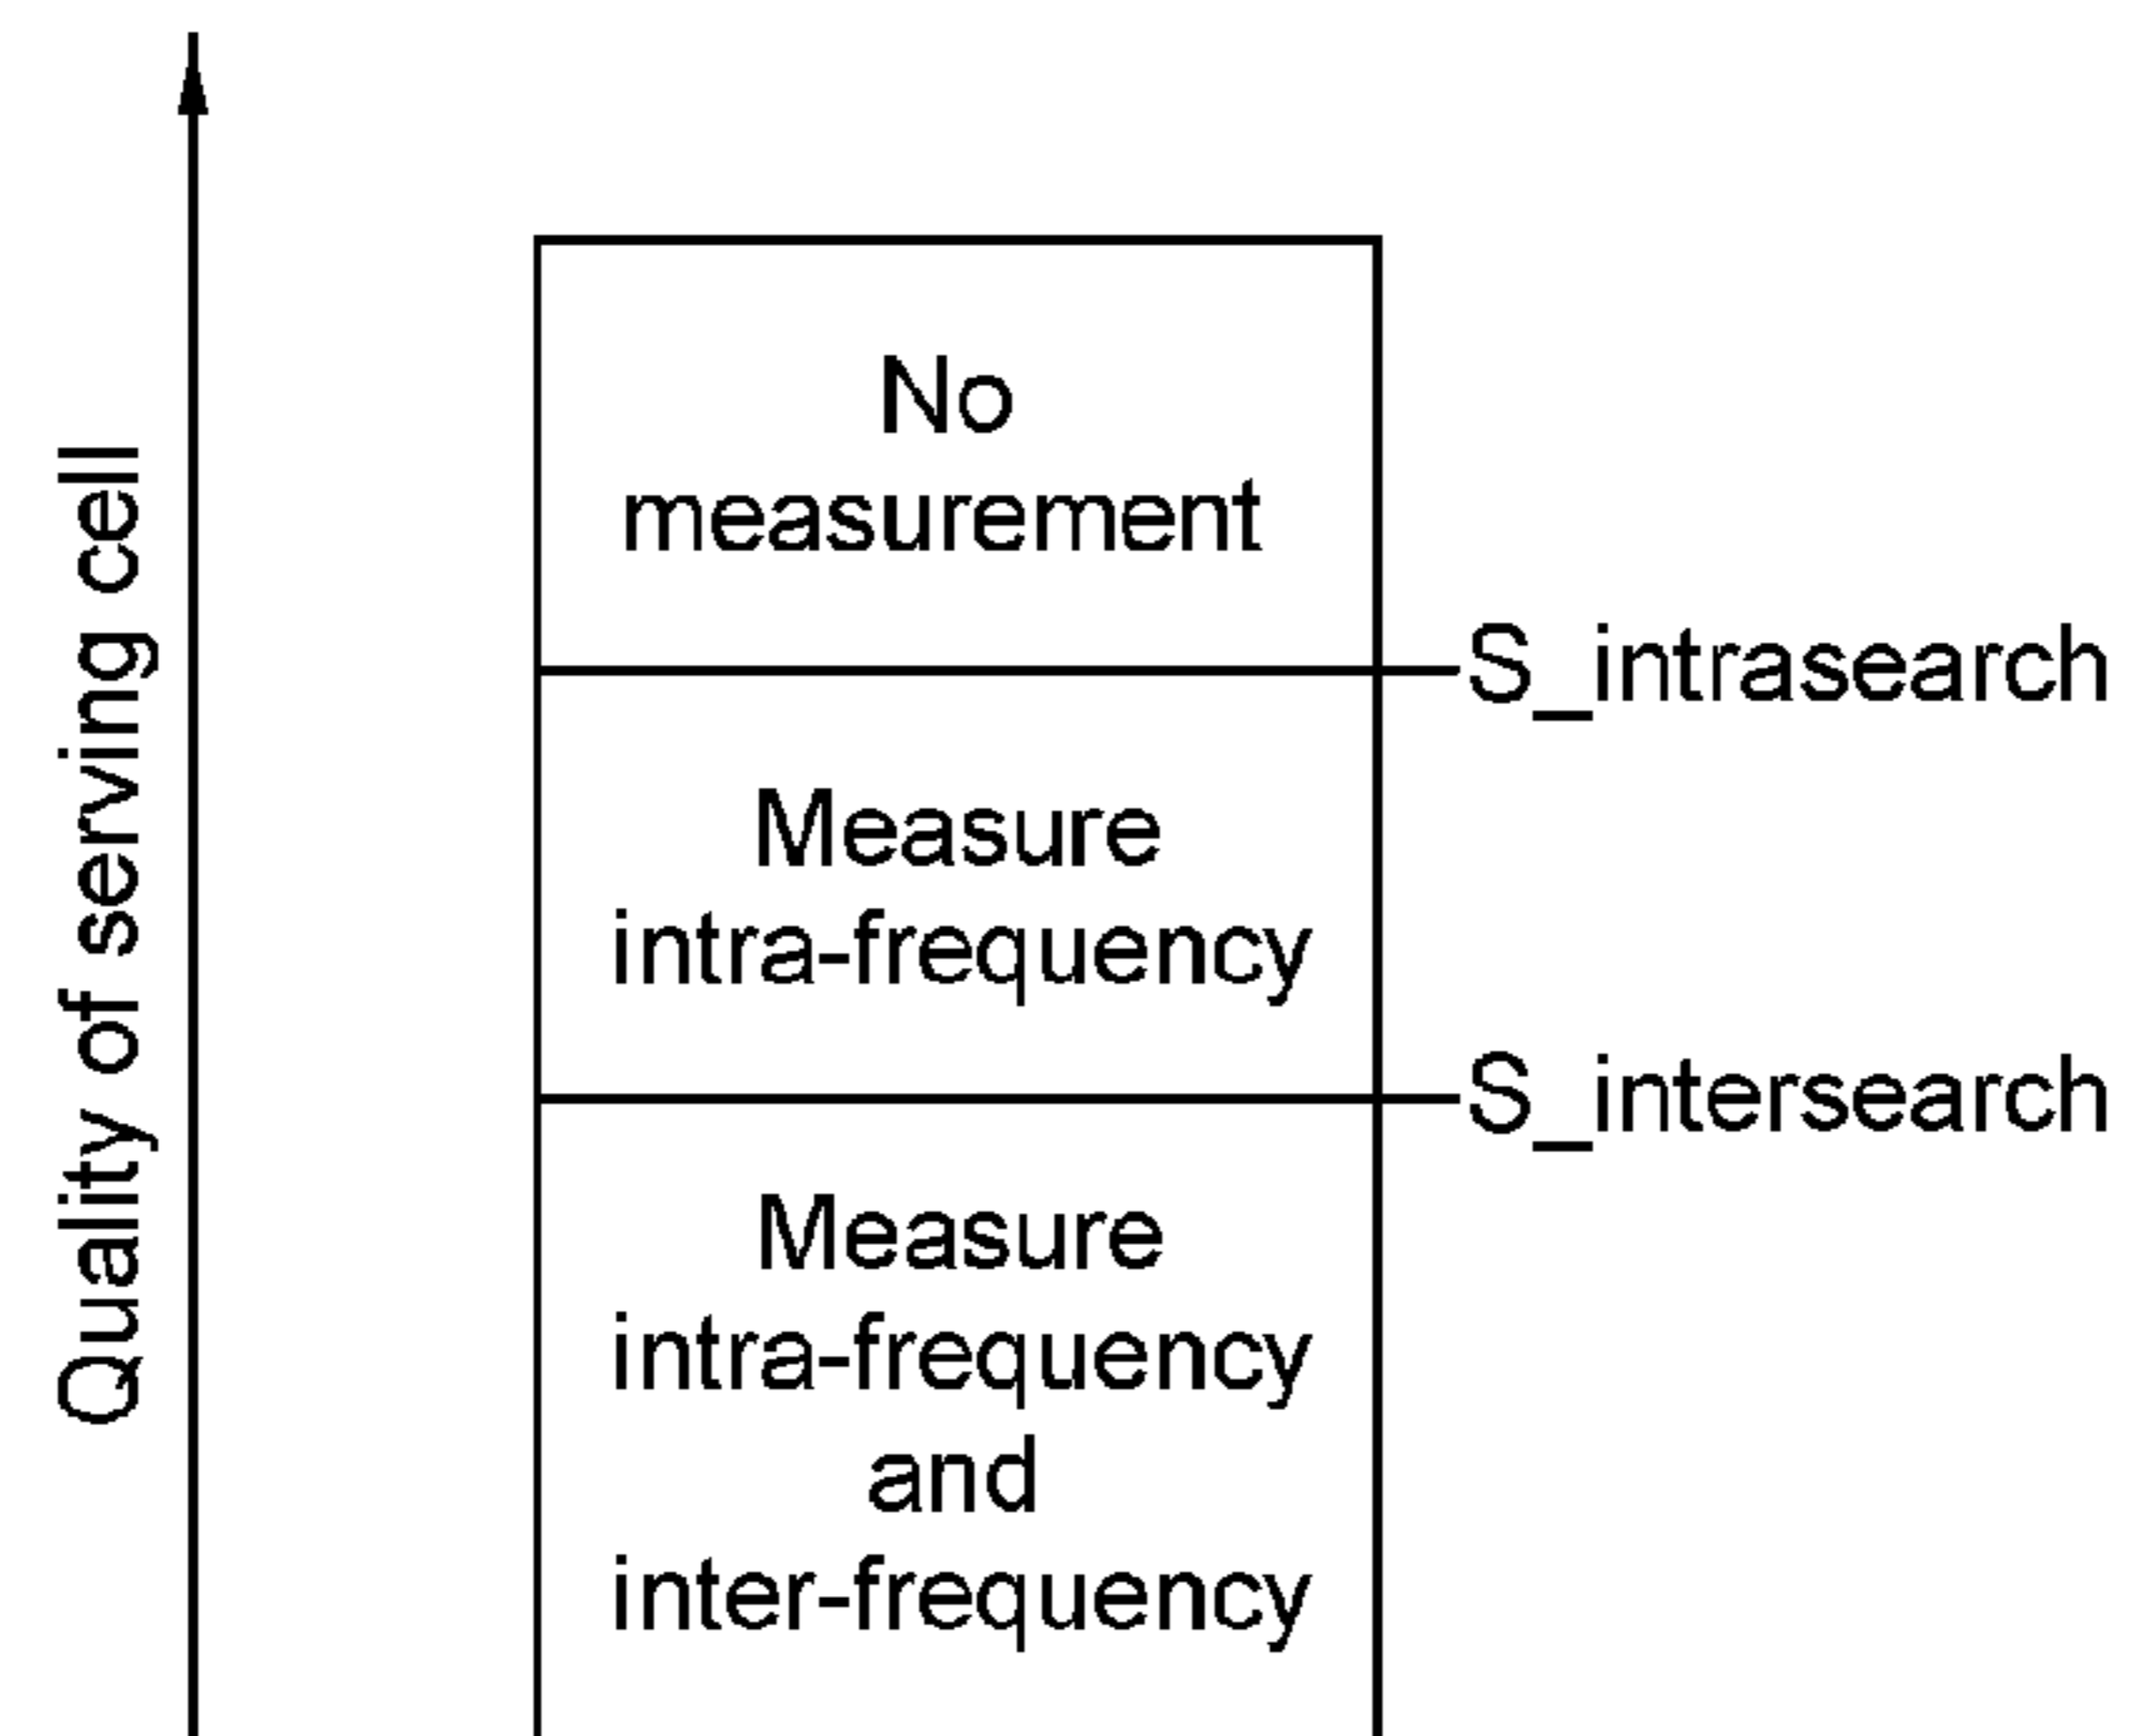 Quality of serving cell
No
measurement
S_intrasearch
Measure
intra-frequency
S_intersearch
Measure
intra-frequency
and
inter-frequency